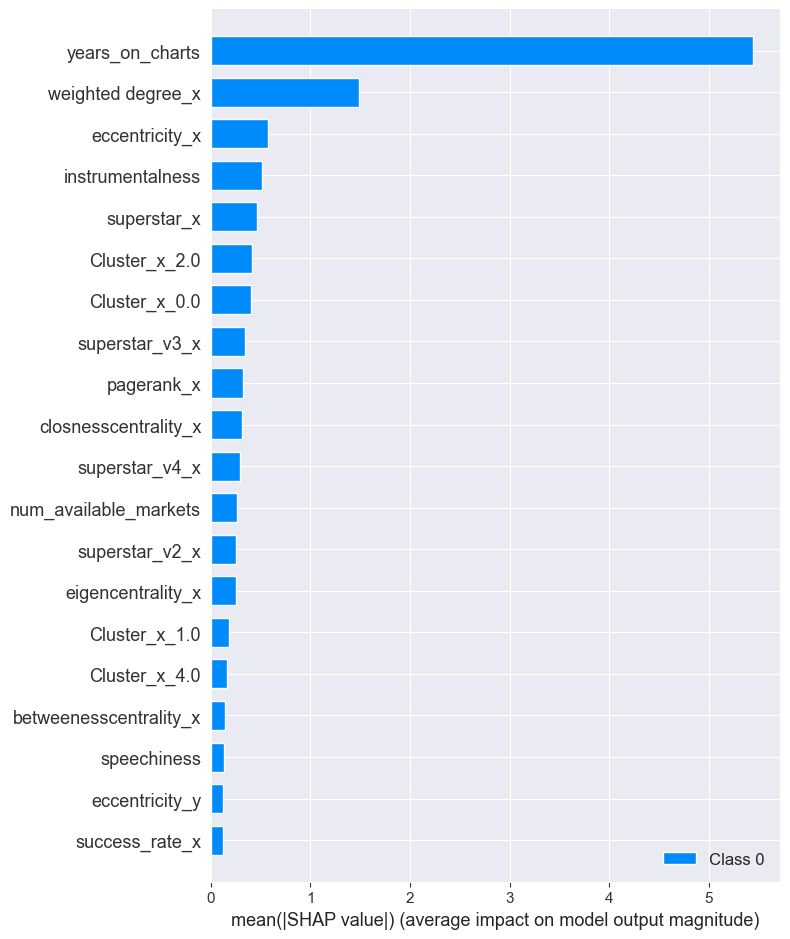 years_on_charts
weighted degree_x
eccentricity_x
instrumentalness
superstar_x
Cluster_x_2.0
Cluster_x_0.0
superstar_v3_x
pagerank_x
closnesscentrality_x
superstar_v4_x
num_available_markets
superstar_v2_x
eigencentrality_x
Cluster_x_1.0
Cluster_x_4.0
betweenesscentrality_x
speechiness
eccentricity_y
success_rate_x
Class 0
0 1 2 3 4 5
mean(|SHAP value|) (average impact on model output magnitude)